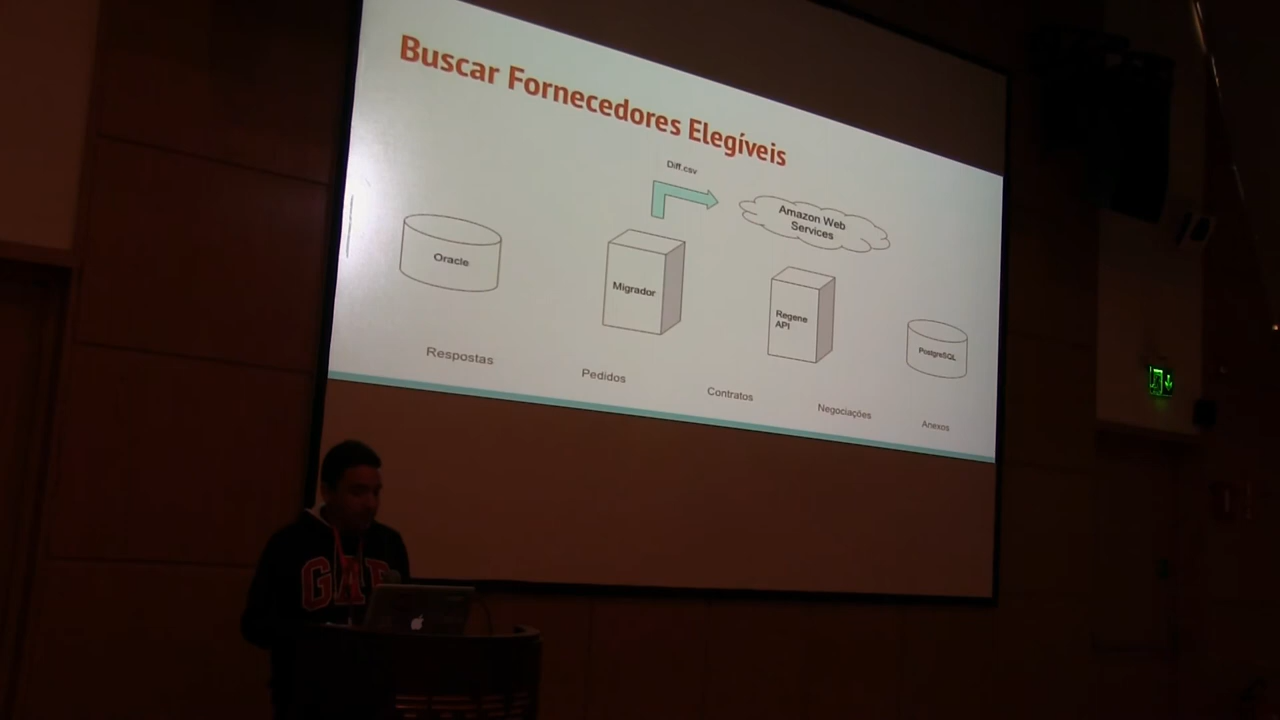 Buscar Fornecedores Elegíveis
Diff.csv
Amazon Web
Services
Oracle
Migrador
Regene
API
PostgreSQL
Respostas
Pedidos
Contratos
Negociações
Anexos
GAP